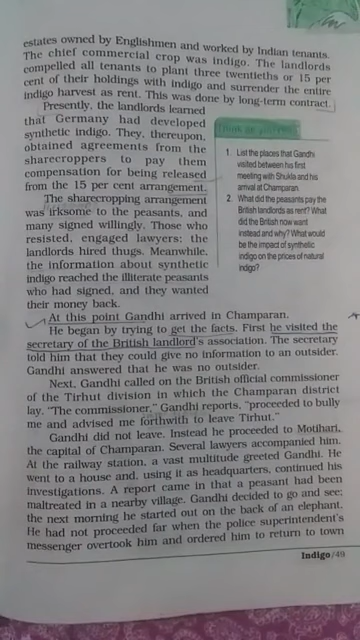 estates owned by Englishmen and worked by Indian tenants.
The chief commercial crop was indigo. The landlords
compelled all tenants to plant three twentieths or 15 per
cent of their holdings with indigo and surrender the entire
indigo harvest as rent. This was done by long-term contract.
Presently, the landlords learned
that Germany had developed
synthetic indigo. They, thereupon,
obtained agreements from the
sharecroppers to pay them
compensation for being released
from the 15 per cent arrangement.
The sharecropping arrangement
was irksome to the peasants, and
many signed willingly. Those who
resisted, engaged lawyers; the
landlords hired thugs. Meanwhile,
the information about synthetic
indigo reached the illiterate peasants
who had signed, and they wanted
their money back.
1. List the places that Gandhi
visited between his first
meeting with Shukla and his
arrival at Champaran.
2. What did the peasants pay the
British landlords as rent? What
did the British now want
instead and why? What would
be the impact of synthetic
indigo on the prices of natural
indigo?
At this point Gandhi arrived in Champaran.
He began by trying to get the facts. First he visited the
secretary of the British landlord's association. The secretary
told him that they could give no information to an outsider.
Gandhi answered that he was no outsider.
Next, Gandhi called on the British official commissioner
of the Tirhut division in which the Champaran district
lay. "The commissioner," Gandhi reports, "proceeded to bully
me and advised me forthwith to leave Tirhut."
Gandhi did not leave. Instead he proceeded to Motihari,
the capital of Champaran. Several lawyers accompanied him.
At the railway station, a vast multitude greeted Gandhi. He
went to a house and, using it as headquarters, continued his
investigations. A report came in that a peasant had been
maltreated in a nearby village. Gandhi decided to go and see;
the next morning he started out on the back of an elephant.
He had not proceeded far when the police superintendent's
messenger overtook him and ordered him to return to town
Indigo/49